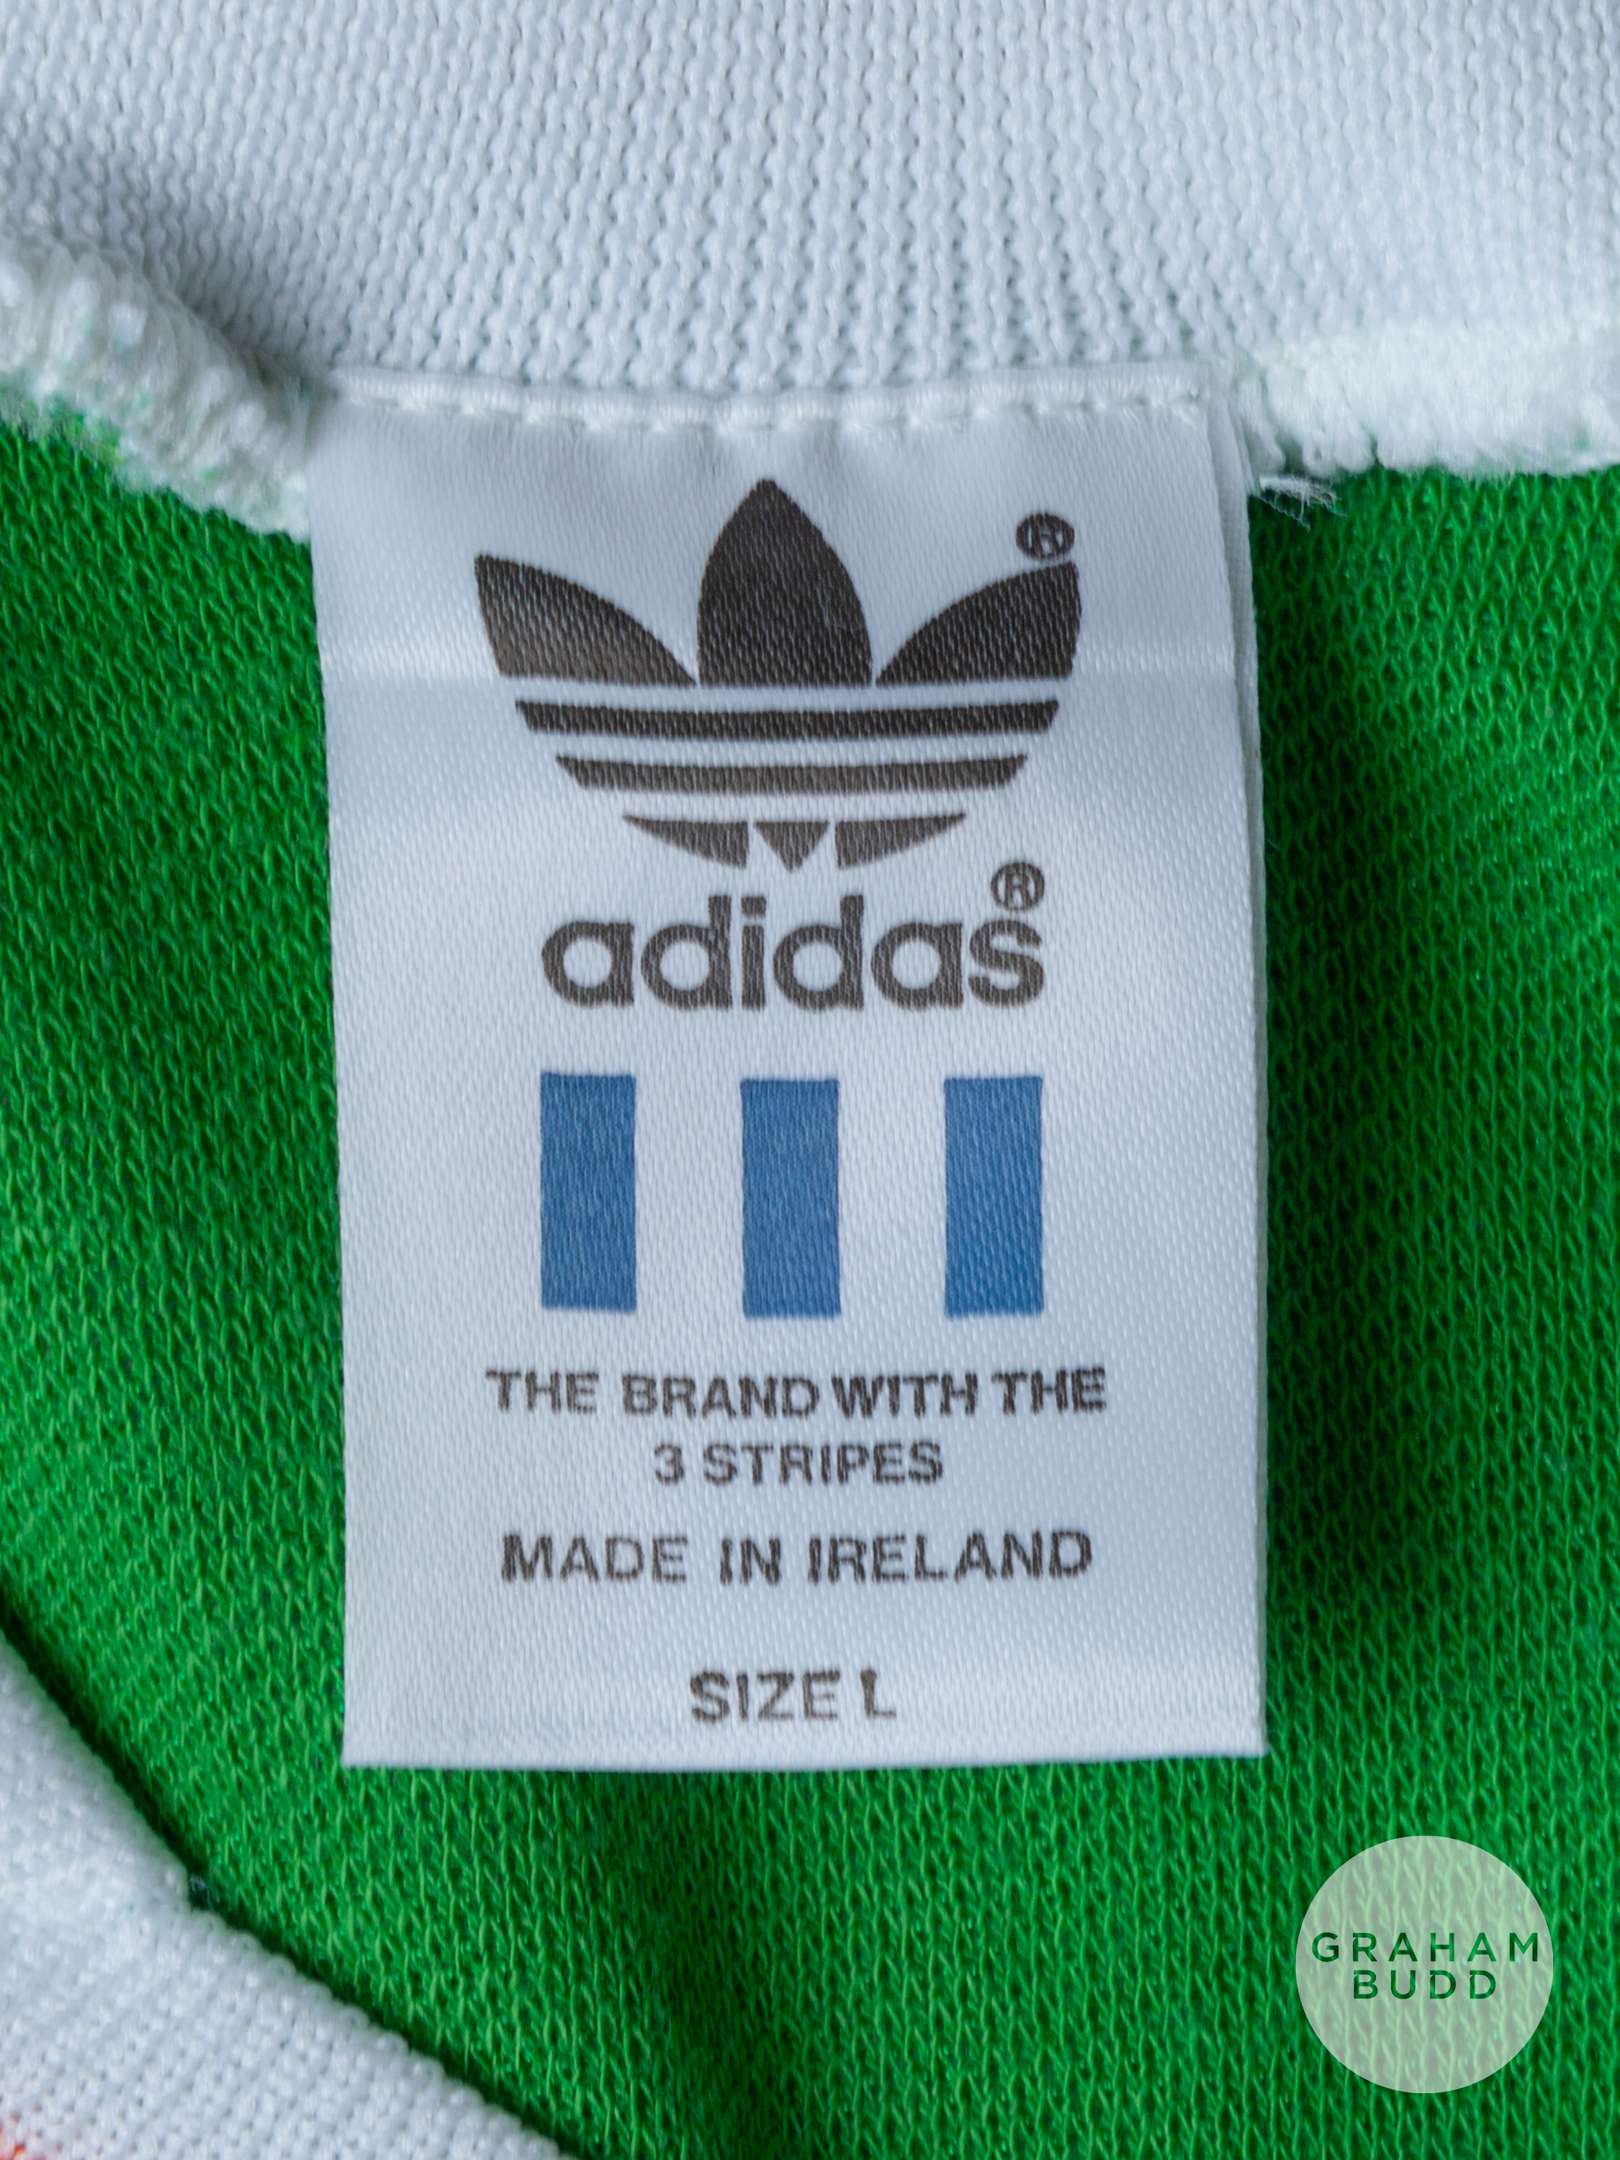 ®
adidas®
THE BRAND WITH THE
3 STRIPES
MADE IN IRELAND
SIZE L
GRAHAM
BUDD